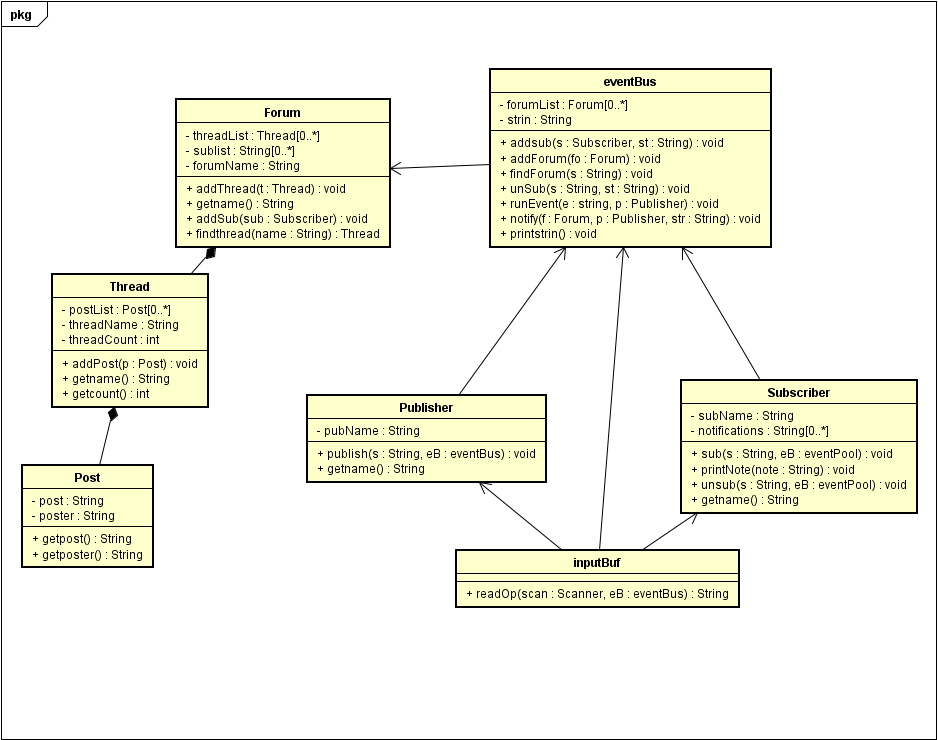 pkg
eventBus
- forumList : Forum[0..*]
- strin : String
+ addsub(s : Subscriber, st : String) : void
+ addForum(fo : Forum) : void
+ findForum(s : String) : void
+ unSub(s : String, st : String) : void
+ runEvent(e : string, p : Publisher) : void
+ notify(f : Forum, p : Publisher, str : String) : void
+ printstrin() : void
Forum
- threadList : Thread[0..*]
- sublist : String[0..*]
- forumName : String
+ addThread(t : Thread) : void
+ getname() : String
+ addSub(sub : Subscriber) : void
+ findthread(name : String) : Thread
Thread
- postList : Post[0..*]
- threadName : String
- threadCount : int
+ addPost(p : Post) : void
+ getname() : String
+ getcount() : int
Publisher
- pubName : String
+ publish(s : String, eB : eventBus) : void
+ getname() : String
Subscriber
- subName : String
- notifications : String[0..*]
+ sub(s : String, eB : eventPool) : void
+ printNote(note : String) : void
+ unsub(s : String, eB : eventPool) : void
+ getname() : String
Post
- post : String
- poster : String
+ getpost() : String
+ getposter() : String
inputBuf
+ readOp(scan : Scanner, eB : eventBus) : String